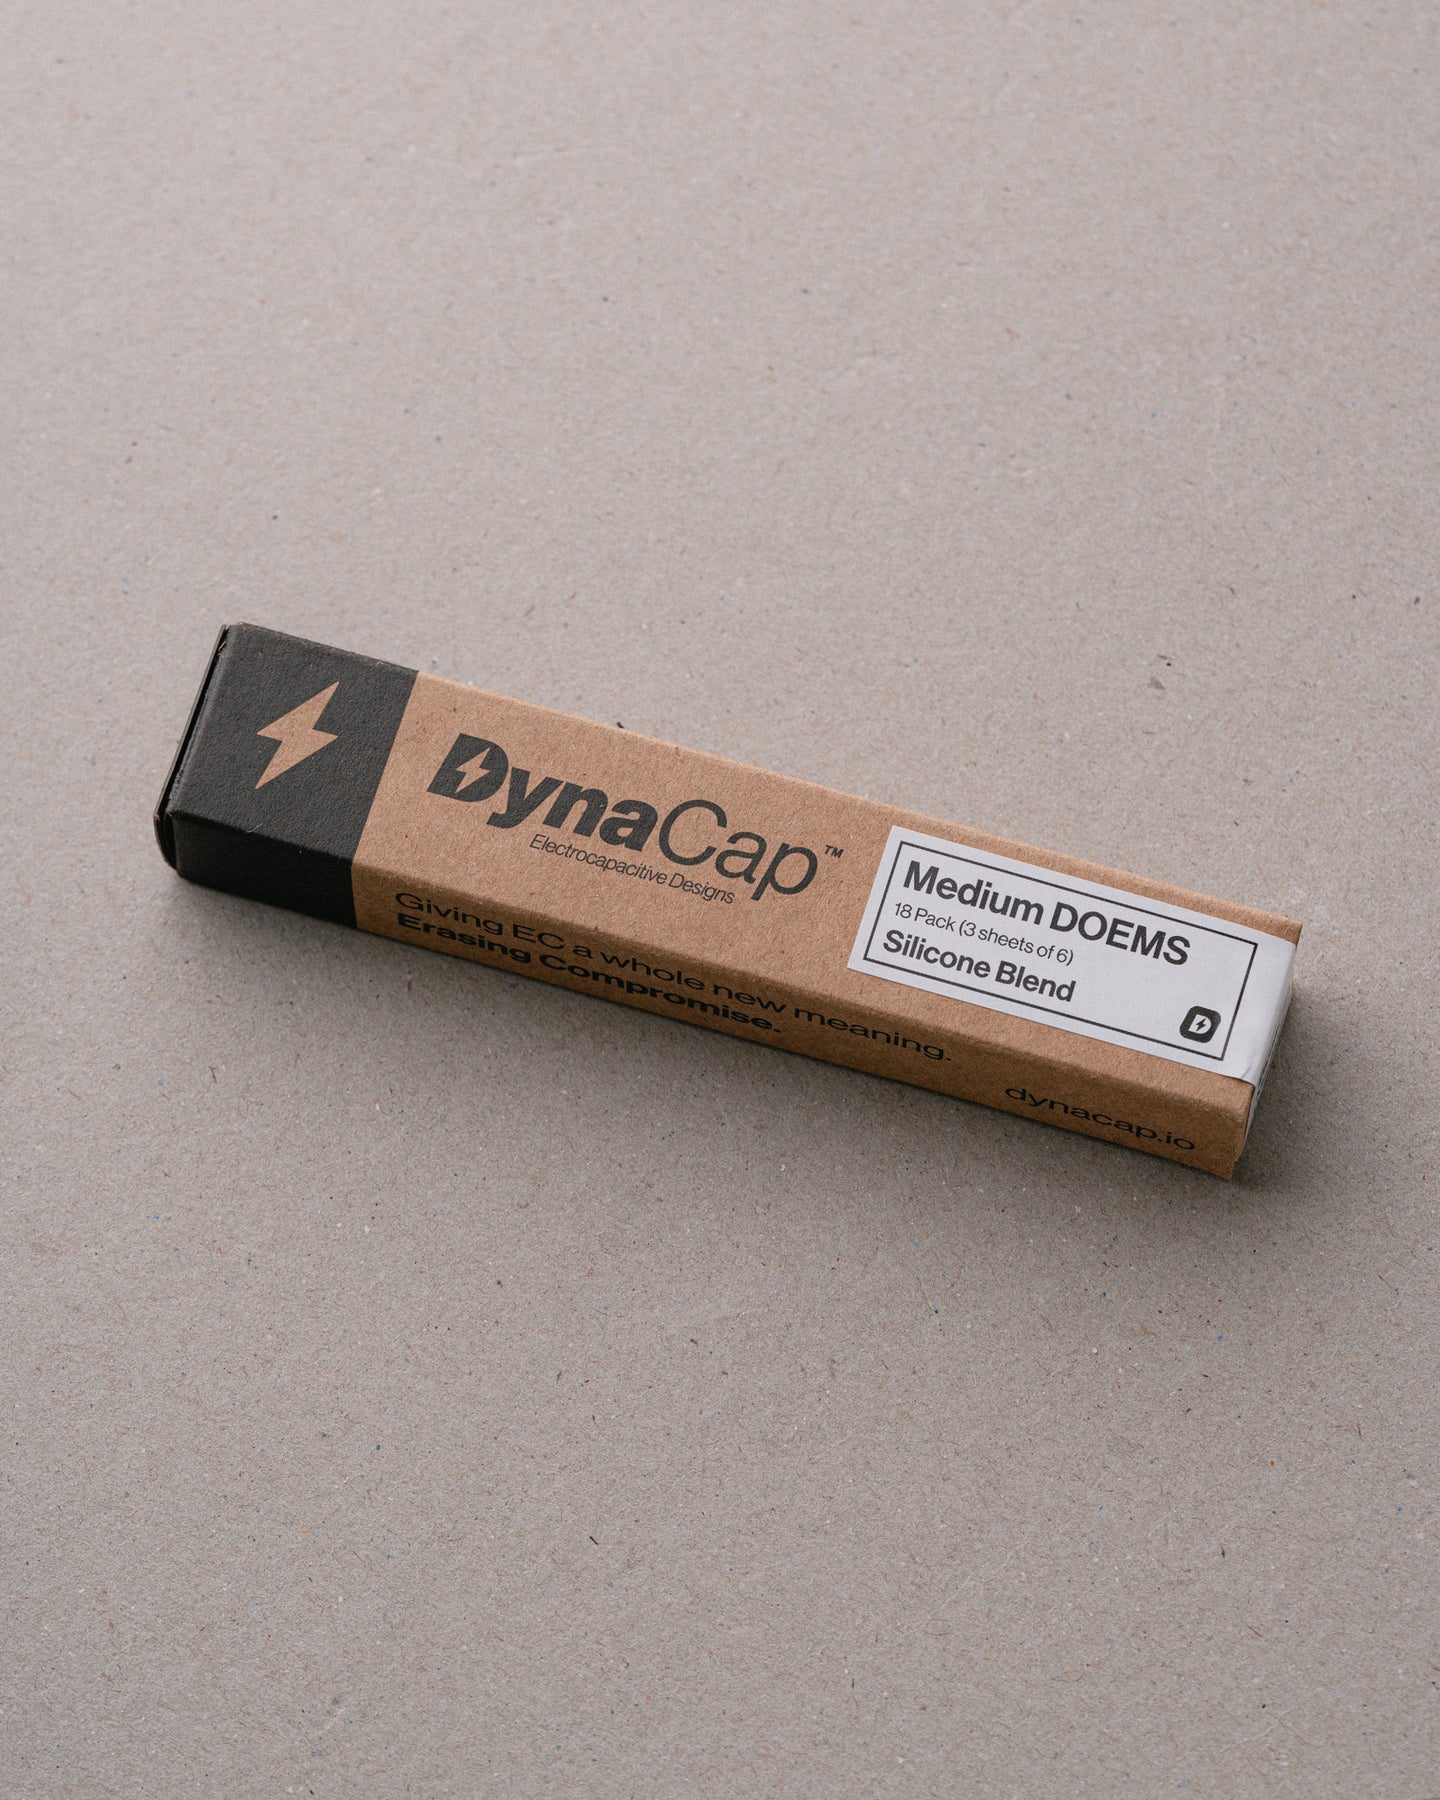 DynaCap™
Electrocapacitive Designs
Medium DOEMS
18 Pack (3 sheets of 6)
Silicone Blend
D
Giving EC a whole new meaning.
Erasing Compromise.
dynacap.io